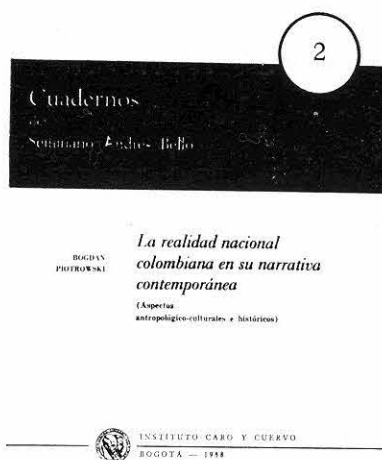 2
Cuadernos
del
Seminario Andrés Bello
BOGDAN
PIOTROWSKI
La realidad nacional
colombiana en su narrativa
contemporánea
(Aspectos
antropológico-culturales e históricos)
INSTITUTO CARO Y CUERVO
BOGOTÁ — 1988